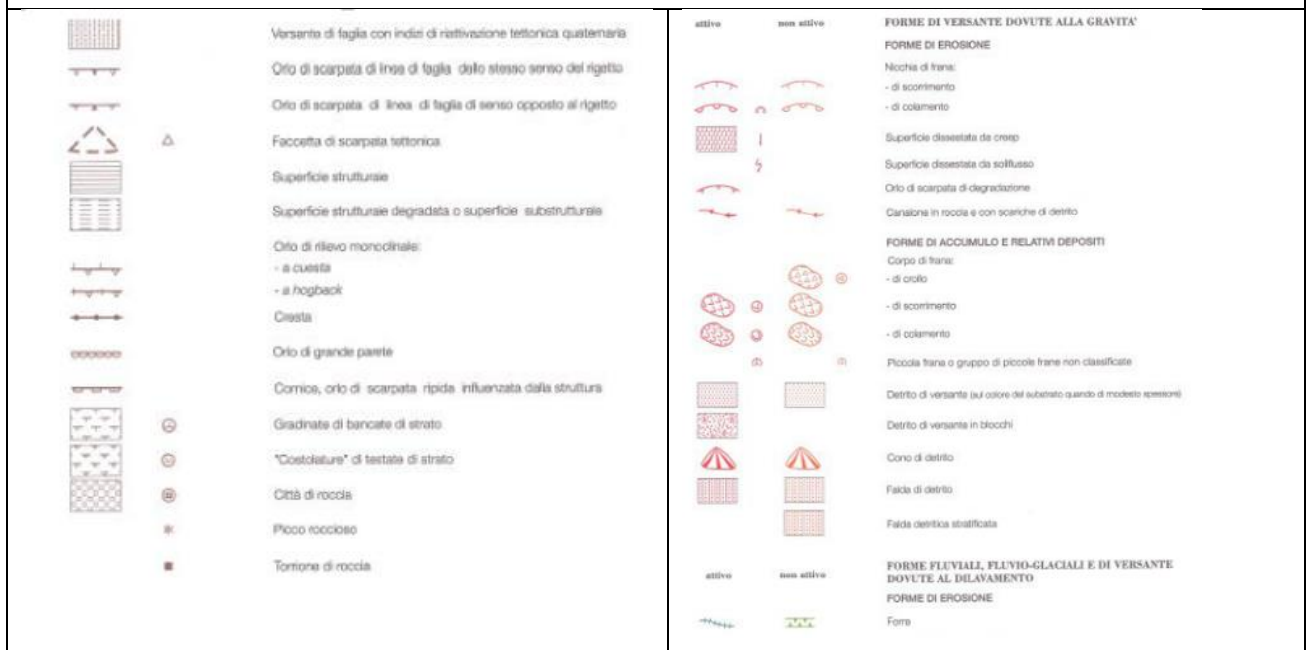 Versante di faglia con indizi di riattivazione tettonica quaternaria
Orlo di scarpata di linea di faglia dello stesso senso del rigetto
Orlo di scarpata di linea di faglia di senso opposto al rigetto
Faccetta di scarpata tettonica
Superficie strutturale
Superficie strutturale degradata o superficie substrutturale
Orlo di rilievo monoclinale:
- a cuesta
- a hogback
Cresta
Orlo di grande parete
Cornice, orlo di scarpata ripida influenzata dalla struttura
Gradinate di bancate di strato
"Costolature" di testate di strato
Città di roccia
Picco roccioso
Torrione di roccia
attivo non attivo FORME DI VERSANTE DOVUTE ALLA GRAVITA'
FORME DI EROSIONE
Nicchia di frana:
- di scorrimento
- di colamento
Superficie dissestata da creep
Superficie dissestata da soliflusso
Orlo di scarpata di degradazione
Canalone in roccia e con scariche di detrito
FORME DI ACCUMULO E RELATIVI DEPOSITI
Corpo di frana:
- di crollo
- di scorrimento
- di colamento
Piccola frana o gruppo di piccole frane non classificate
Detrito di versante (sul colore del substrato quando di modesto spessore)
Detrito di versante in blocchi
Cono di detrito
Falda di detrito
Falda detritica stratificata
attivo non attivo FORME FLUVIALI, FLUVIO-GLACIALI E DI VERSANTE
DOVUTE AL DILAVAMENTO
FORME DI EROSIONE
Forra